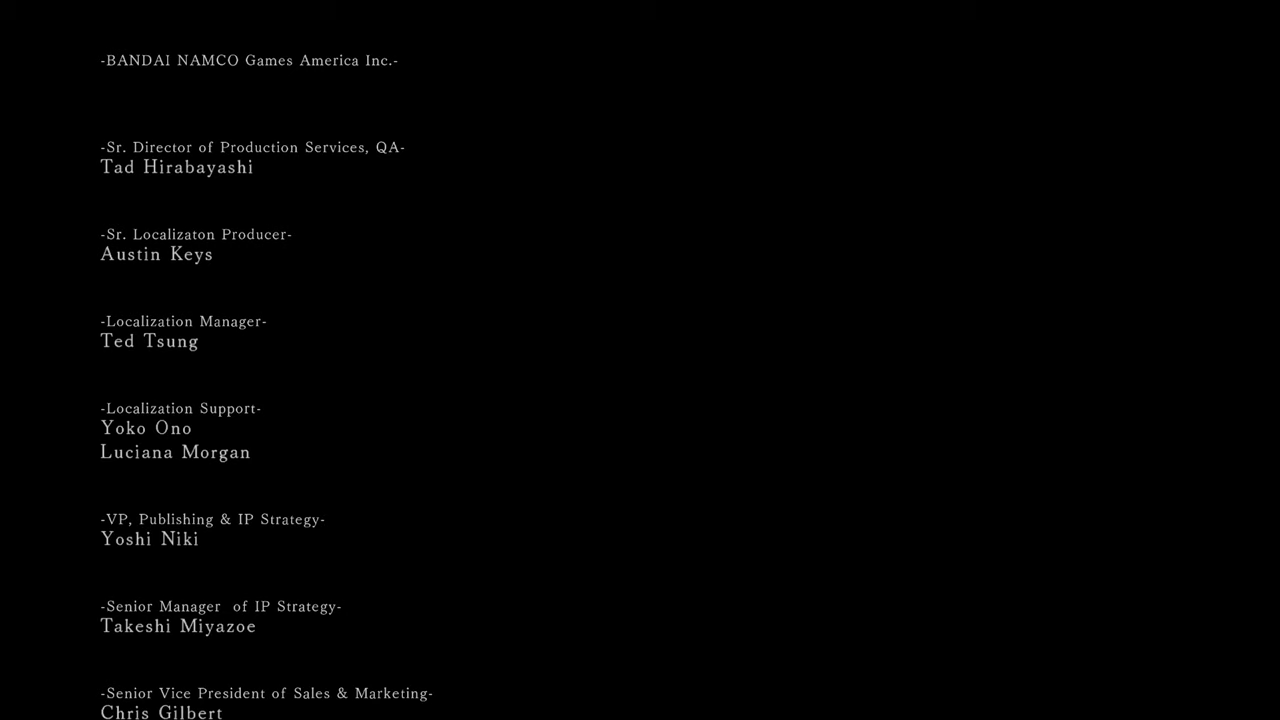 -BANDAI NAMCO Games America Inc.-
-Sr. Director of Production Services, QA-
Tad Hirabayashi
-Sr. Localizaton Producer-
Austin Keys
-Localization Manager-
Ted Tsung
-Localization Support-
Yoko Ono
Luciana Morgan
-VP, Publishing & IP Strategy-
Yoshi Niki
-Senior Manager  of IP Strategy-
Takeshi Miyazoe
-Senior Vice President of Sales & Marketing-
Chris Gilbert